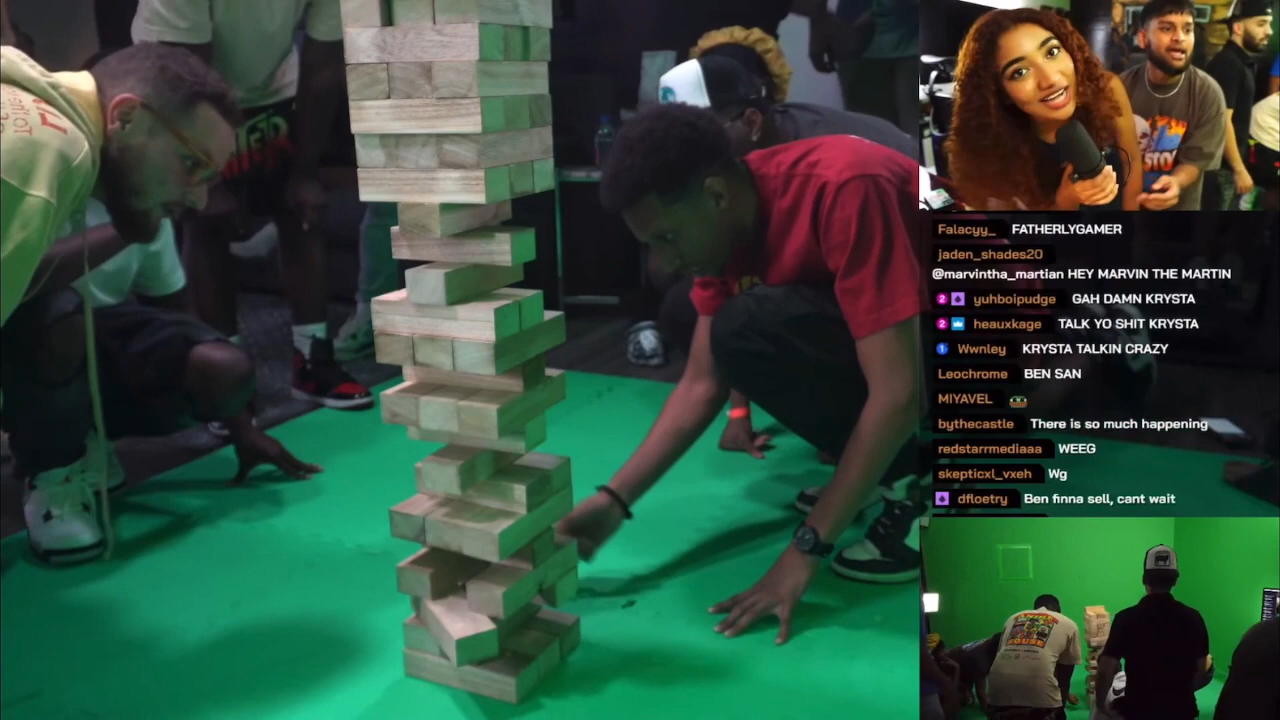 Falacyy_ FATHERLYGAMER
jaden_shades20
@marvintha_martian HEY MARVIN THE MARTIN
yuhboipudge GAH DAMN KRYSTA
heauxkage TALK YO SHIT KRYSTA
Wwnley KRYSTA TALKIN CRAZY
Leochrome BEN SAN
MIYAVEL
bythecastle There is so much happening
redstarrmediaaa WEEG
skepticxl_vxeh Wg
dfloetry Ben finna sell, cant wait
HOUSE